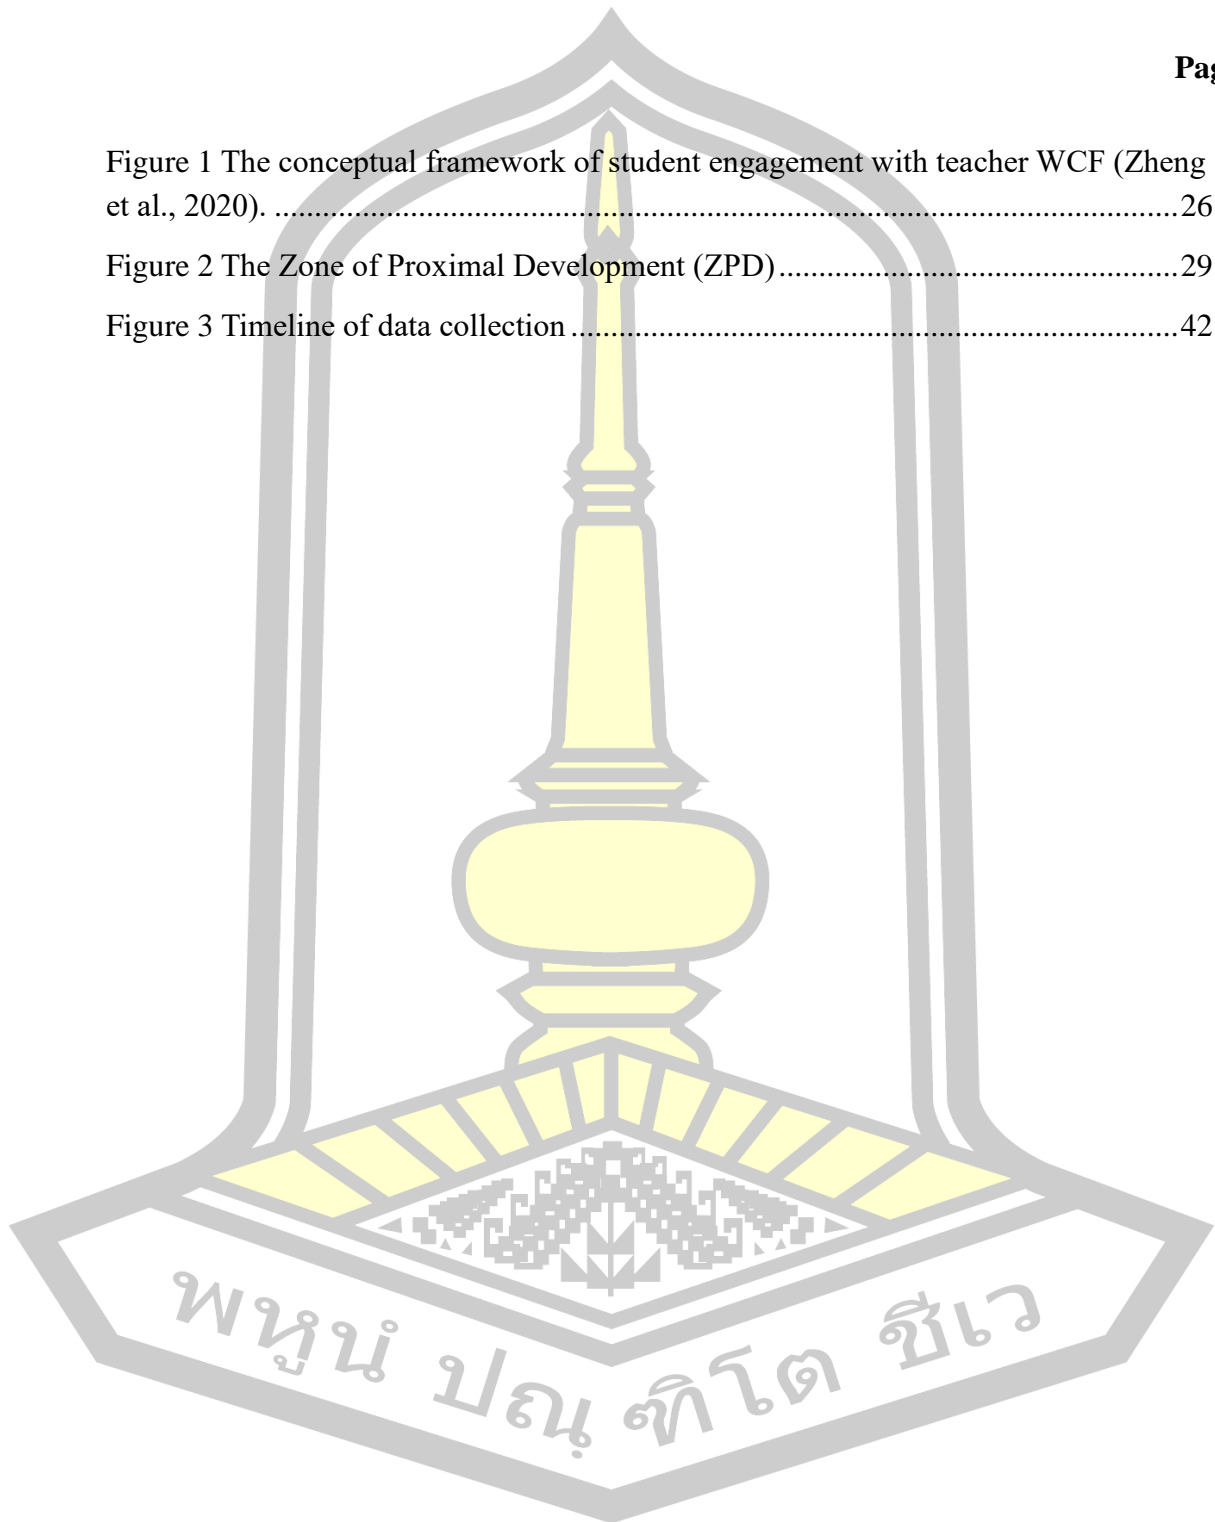 Pag
Figure 1 The conceptual framework of student engagement with teacher WCF (Zheng
et al., 2020). ........................................................................................................................26
Figure 2 The Zone of Proximal Development (ZPD).....................................................29
Figure 3 Timeline of data collection................................................................................42
พหูนํ ปณฺฑิโต ชีเว